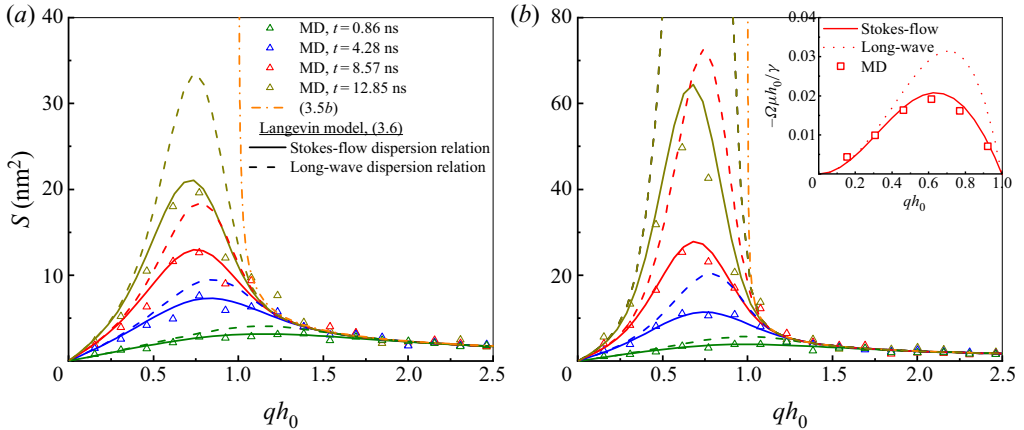 (a)
40
30
20
10
0
S (nm²)
0.5
1.0
1.5
2.0
2.5
qh₀
MD, t = 0.86 ns
MD, t = 4.28 ns
MD, t = 8.57 ns
MD, t = 12.85 ns
(3.5b)
Langevin model, (3.6)
Stokes-flow dispersion relation
Long-wave dispersion relation
(b)
80
60
40
20
0
0.5
1.0
1.5
2.0
2.5
qh₀
0.04
0.03
0.02
0.01
−Ωμh₀/γ
0
0.2
0.4
0.6
0.8
1.0
qh₀
Stokes-flow
Long-wave
MD